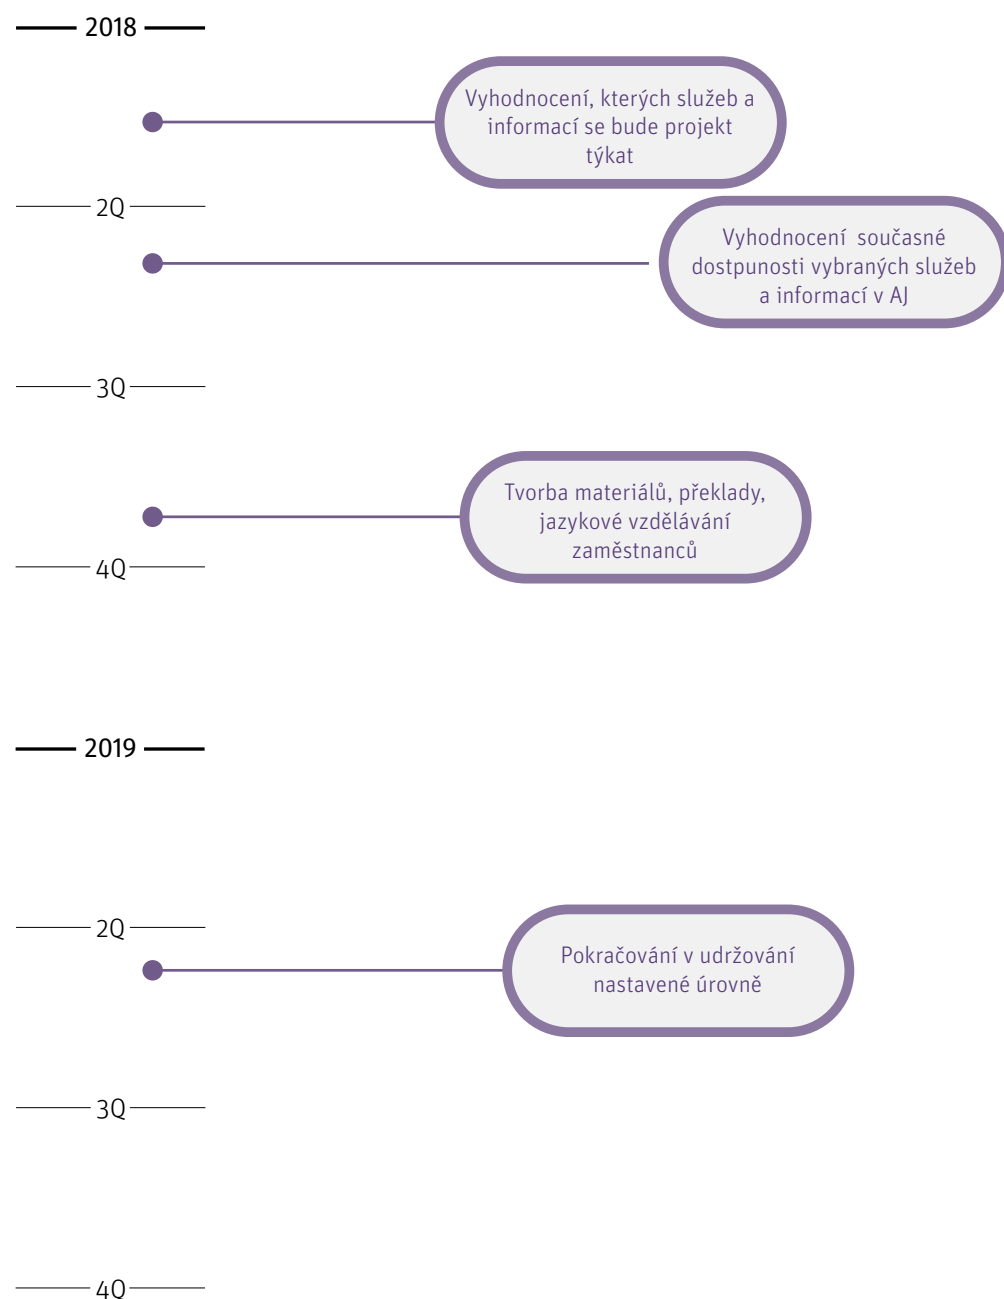 2018
Vyhodnocení, kterých služeb a
informací se bude projekt
týkat
2Q
Vyhodnocení současné
dostpunosti vybraných služeb
a informací v AJ
3Q
Tvorba materiálů, překlady,
jazykové vzdělávání
zaměstnanců
4Q
2019
2Q
Pokračování v udržování
nastavené úrovně
3Q
4Q